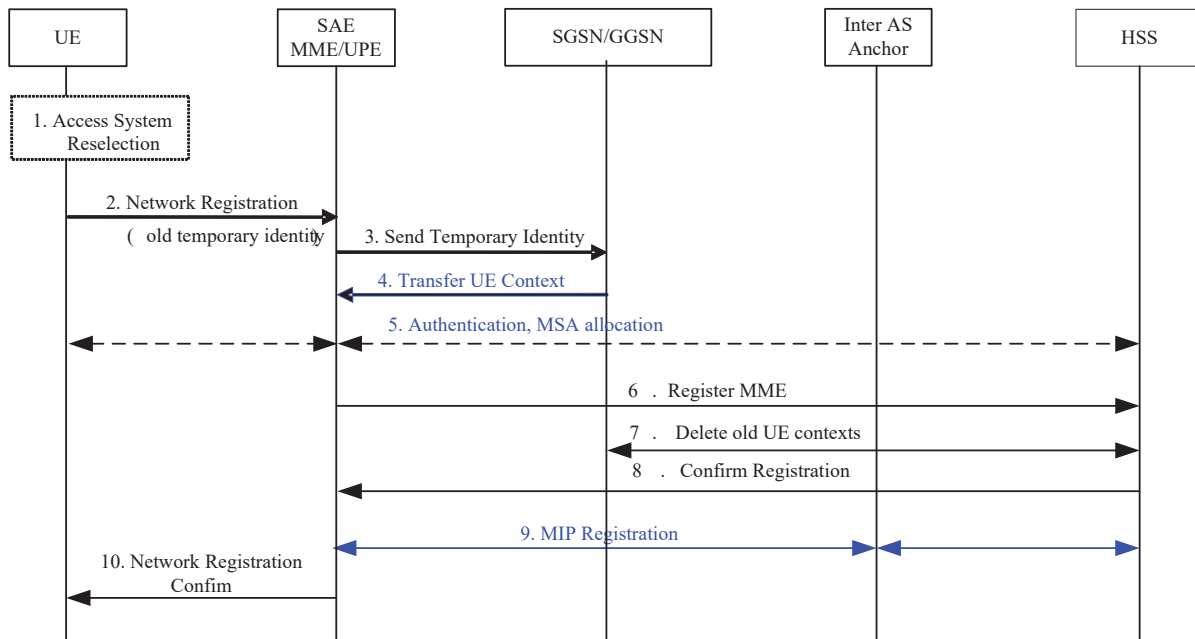 UE
SAE
MME/UPE
SGSN/GGSN
Inter AS
Anchor
HSS
1. Access System
Reselection
2. Network Registration
( old temporary identity)
3. Send Temporary Identity
4. Transfer UE Context
5. Authentication, MSA allocation
6 . Register MME
7 . Delete old UE contexts
8 . Confirm Registration
9. MIP Registration
10. Network Registration
Confim